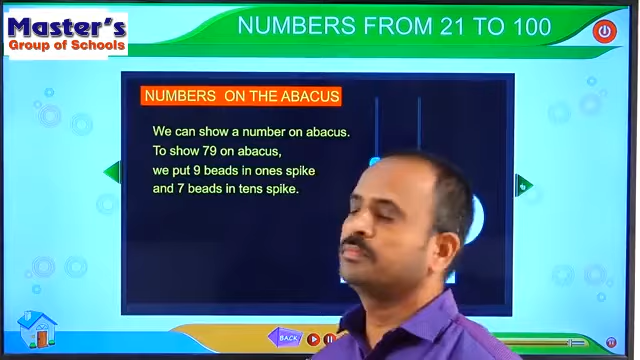 Master's
Group of Schools
NUMBERS FROM 21 TO 100
NUMBERS ON THE ABACUS
We can show a number on abacus.
To show 79 on abacus,
we put 9 beads in ones spike
and 7 beads in tens spike.
BACK